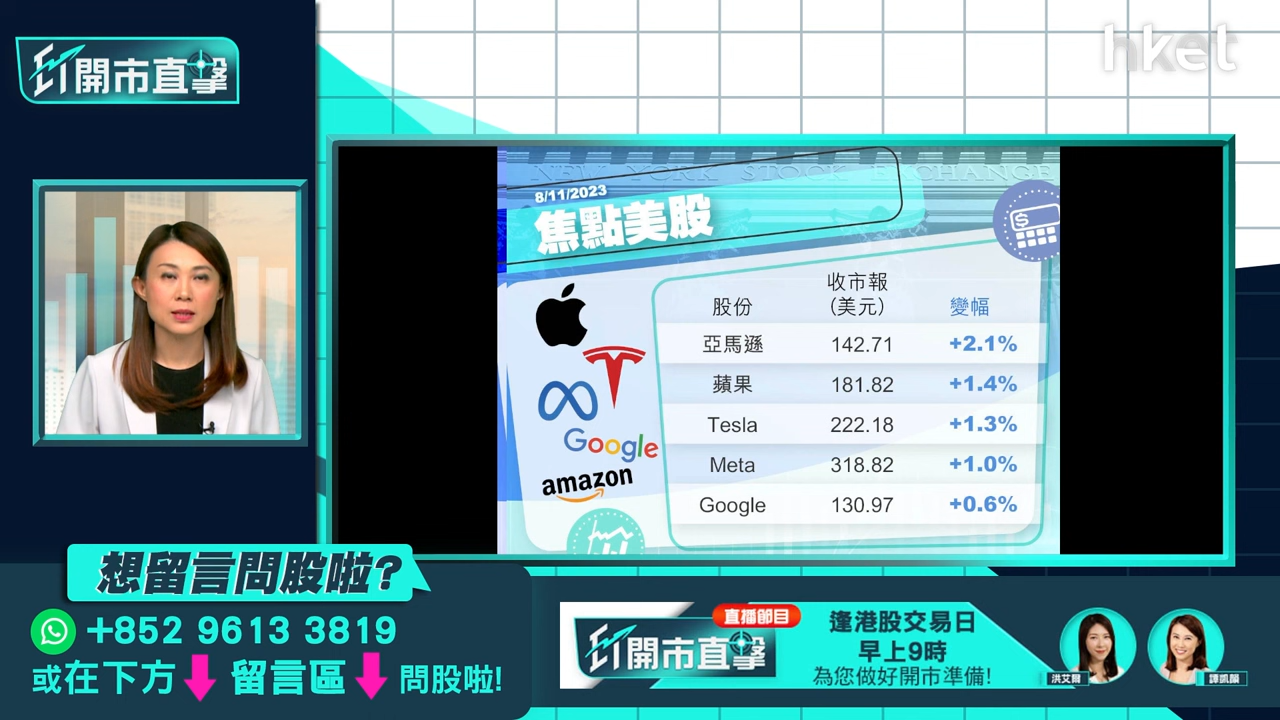 ET開市直擊
hket
NEW YORK STOCK EXCHANGE
8/11/2023
焦點美股
$
股份
收市報
(美元)
變幅
亞馬遜 142.71 +2.1%
蘋果 181.82 +1.4%
Tesla 222.18 +1.3%
Meta 318.82 +1.0%
Google 130.97 +0.6%
Google
amazon
想留言問股啦?
+852 9613 3819
或在下方 留言區 問股啦!
直播節目
ET開市直擊
逢港股交易日
早上9時
為您做好開市準備!
洪艾爾
譚凱韻